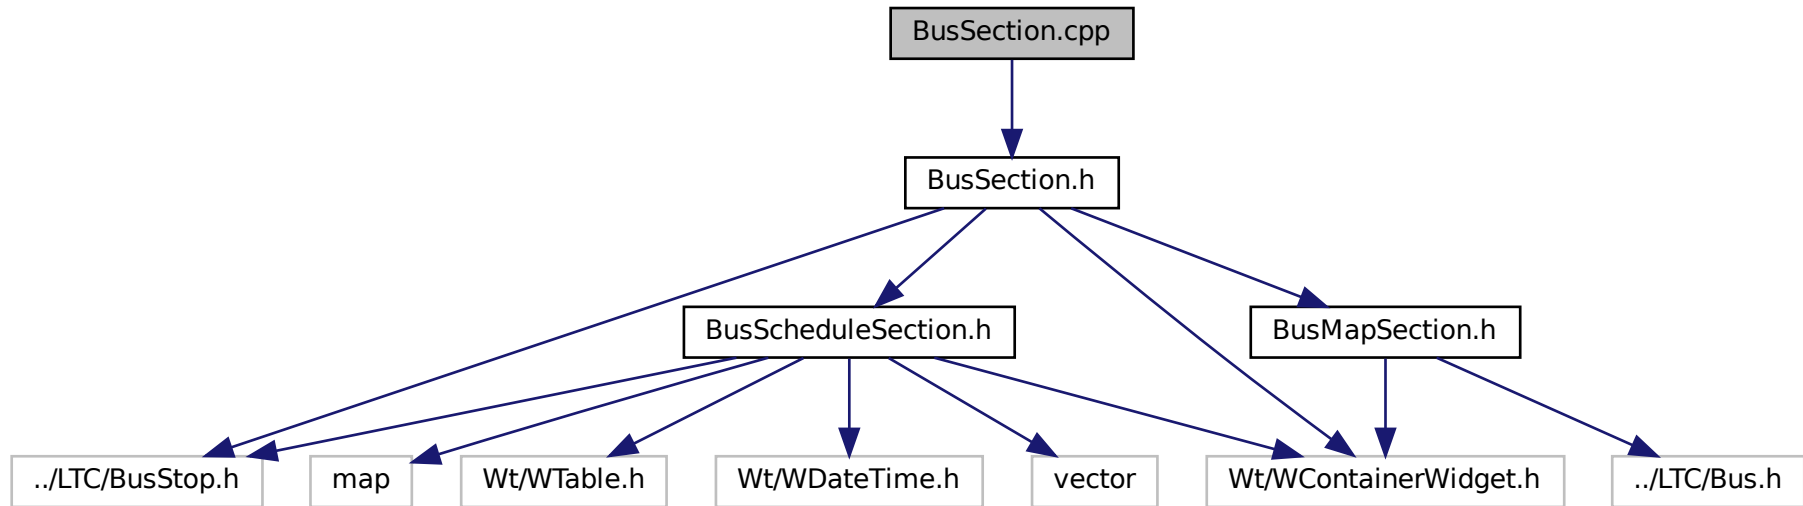 BusSection.cpp
BusSection.h
BusScheduleSection.h
BusMapSection.h
../LTC/BusStop.h
map
Wt/WTable.h
Wt/WDateTime.h
vector
Wt/WContainerWidget.h
../LTC/Bus.h